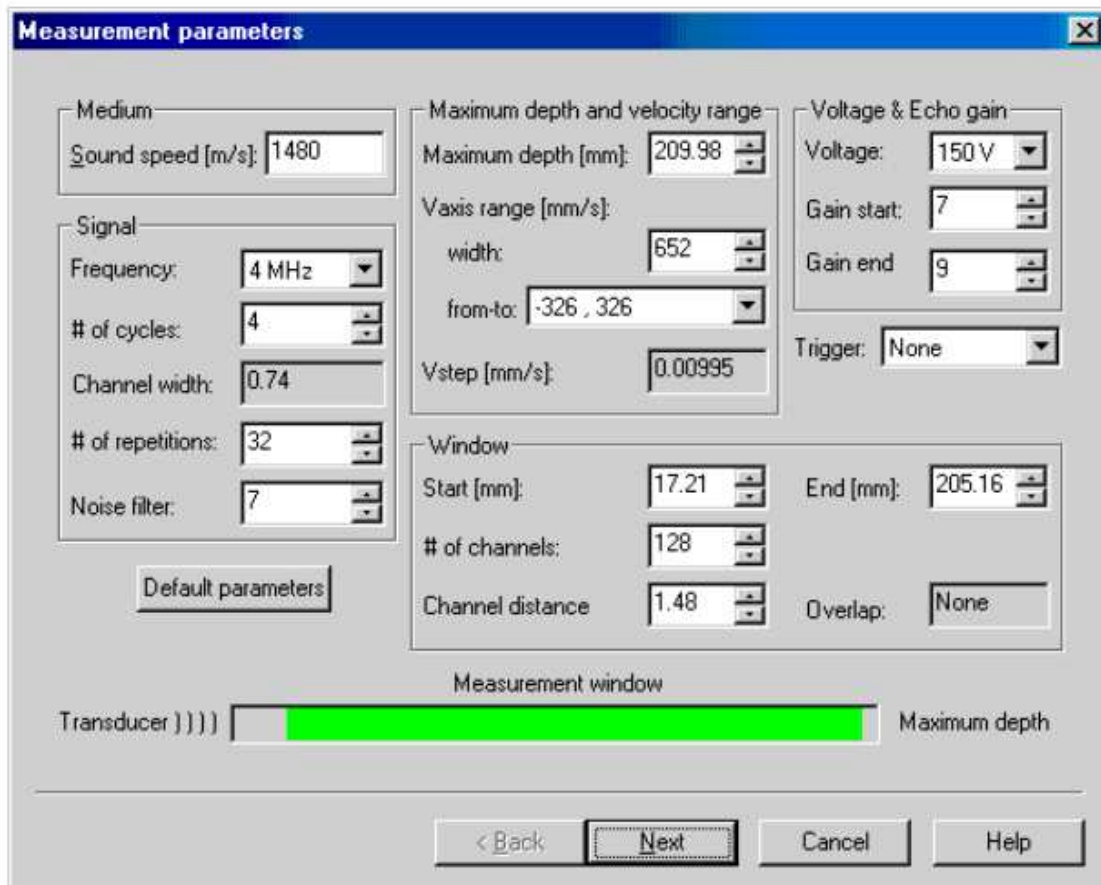 Measurement parameters
Medium
Sound speed [m/s]: 1480
Signal
Frequency: 4 MHz
# of cycles: 4
Channel width: 0.74
# of repetitions: 32
Noise filter: 7
Default parameters
Maximum depth and velocity range
Maximum depth [mm]: 209.98
Vaxis range [mm/s]:
width: 652
from-to: -326 , 326
Vstep [mm/s]: 0.00995
Voltage & Echo gain
Voltage: 150 V
Gain start: 7
Gain end 9
Trigger: None
Window
Start [mm]: 17.21 End [mm]: 205.16
# of channels: 128
Channel distance 1.48 Overlap: None
Measurement window
Transducer ) ) ) ) Maximum depth
< Back Next Cancel Help